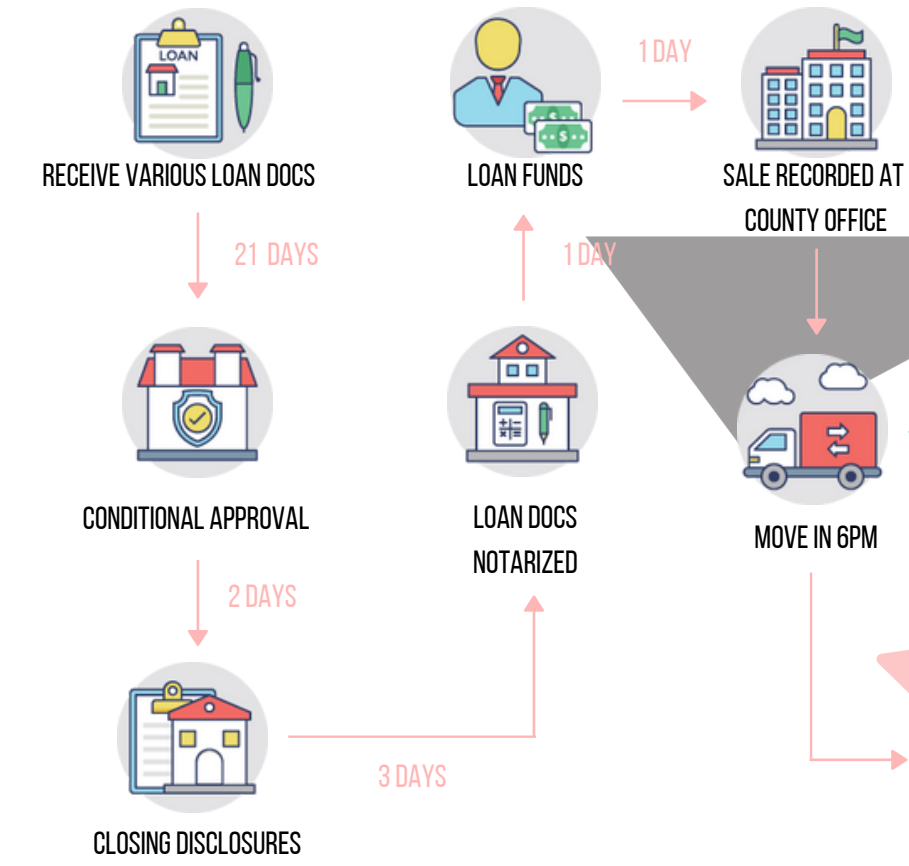 LOAN
RECEIVE VARIOUS LOAN DOCS
21 DAYS
CONDITIONAL APPROVAL
2 DAYS
CLOSING DISCLOSURES
3 DAYS
LOAN DOCS
NOTARIZED
1 DAY
LOAN FUNDS
1 DAY
SALE RECORDED AT
COUNTY OFFICE
MOVE IN 6PM